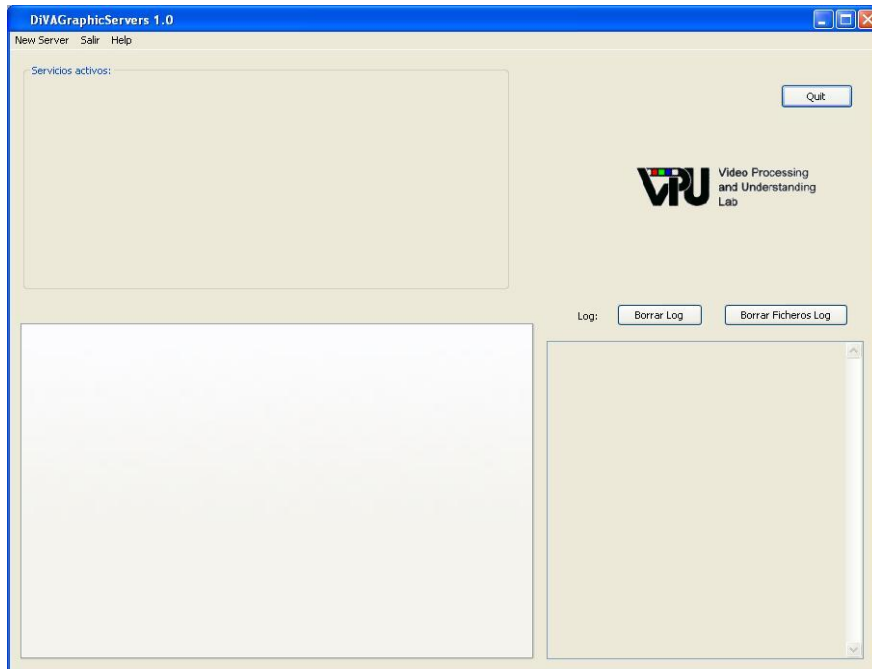 DiVAGraphicServers 1.0
New Server Salir Help
Servicios activos:
Quit
VPU
Video Processing
and Understanding
Lab
Log:
Borrar Log
Borrar Ficheros Log